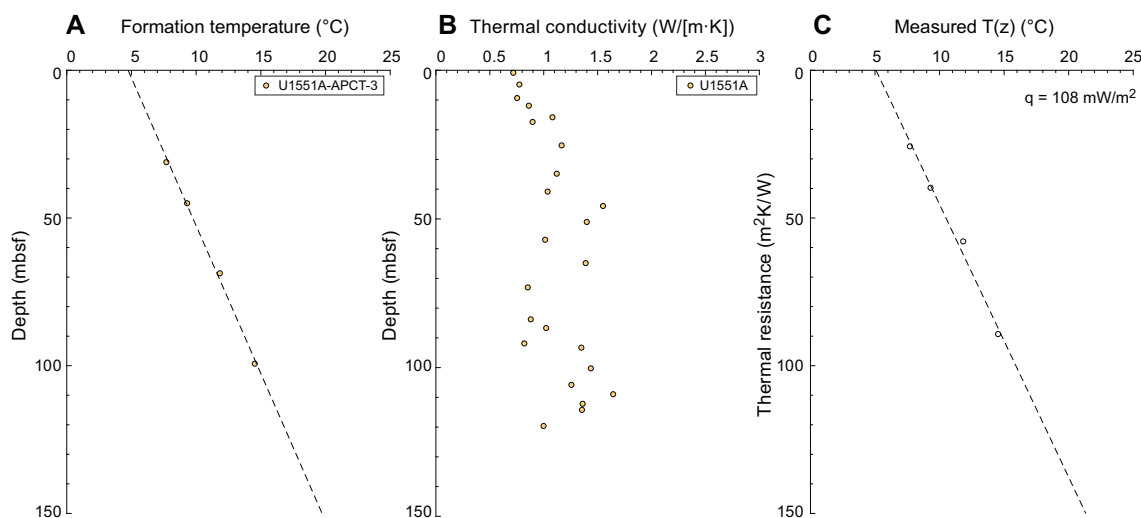 A Formation temperature (°C)
0 5 10 15 20 25
0
50
100
150
Depth (mbsf)
U1551A-APCT-3
B Thermal conductivity (W/[m·K])
0 0.5 1 1.5 2 2.5 3
0
50
100
150
Depth (mbsf)
U1551A
C Measured T(z) (°C)
0 5 10 15 20 25
0
50
100
150
Thermal resistance (m²K/W)
q = 108 mW/m²